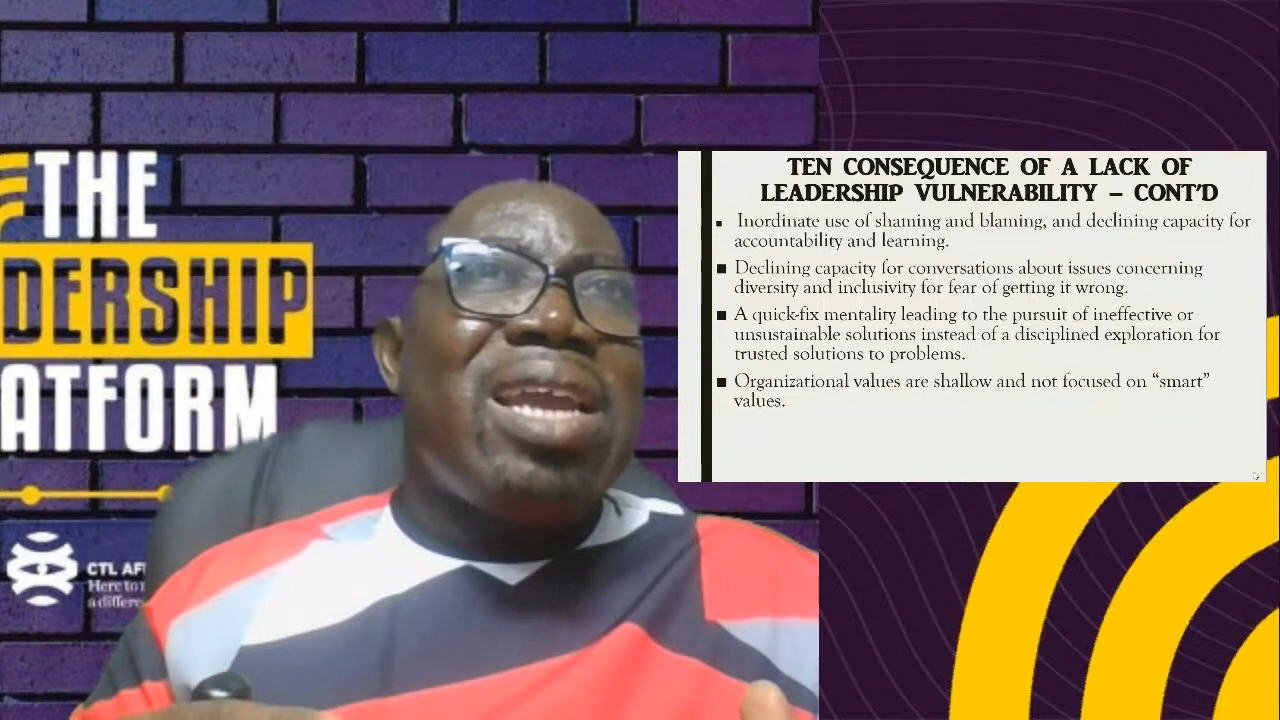 THE
DERSHIP
ATFORM
CTL AF
Here to
a differe
TEN CONSEQUENCE OF A LACK OF
LEADERSHIP VULNERABILITY – CONT'D
■ Inordinate use of shaming and blaming, and declining capacity for
accountability and learning.
■ Declining capacity for conversations about issues concerning
diversity and inclusivity for fear of getting it wrong.
■ A quick-fix mentality leading to the pursuit of ineffective or
unsustainable solutions instead of a disciplined exploration for
trusted solutions to problems.
■ Organizational values are shallow and not focused on “smart”
values.